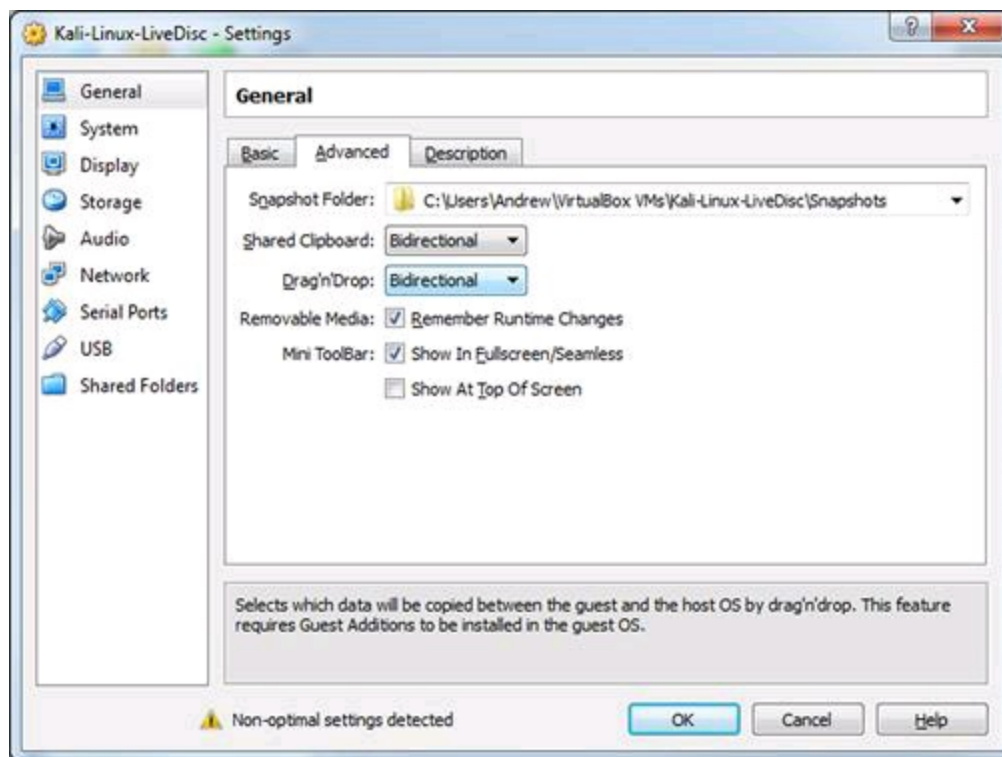 Kali-Linux-LiveDisc - Settings
General
System
Display
Storage
Audio
Network
Serial Ports
USB
Shared Folders
General
Basic Advanced Description
Snapshot Folder: C:\Users\Andrew\VirtualBox VMs\Kali-Linux-LiveDisc\Snapshots
Shared Clipboard: Bidirectional
Drag'n'Drop: Bidirectional
Removable Media: Remember Runtime Changes
Mini ToolBar: Show In Fullscreen/Seamless
Show At Top Of Screen
Selects which data will be copied between the guest and the host OS by drag'n'drop. This feature
requires Guest Additions to be installed in the guest OS.
Non-optimal settings detected OK Cancel Help